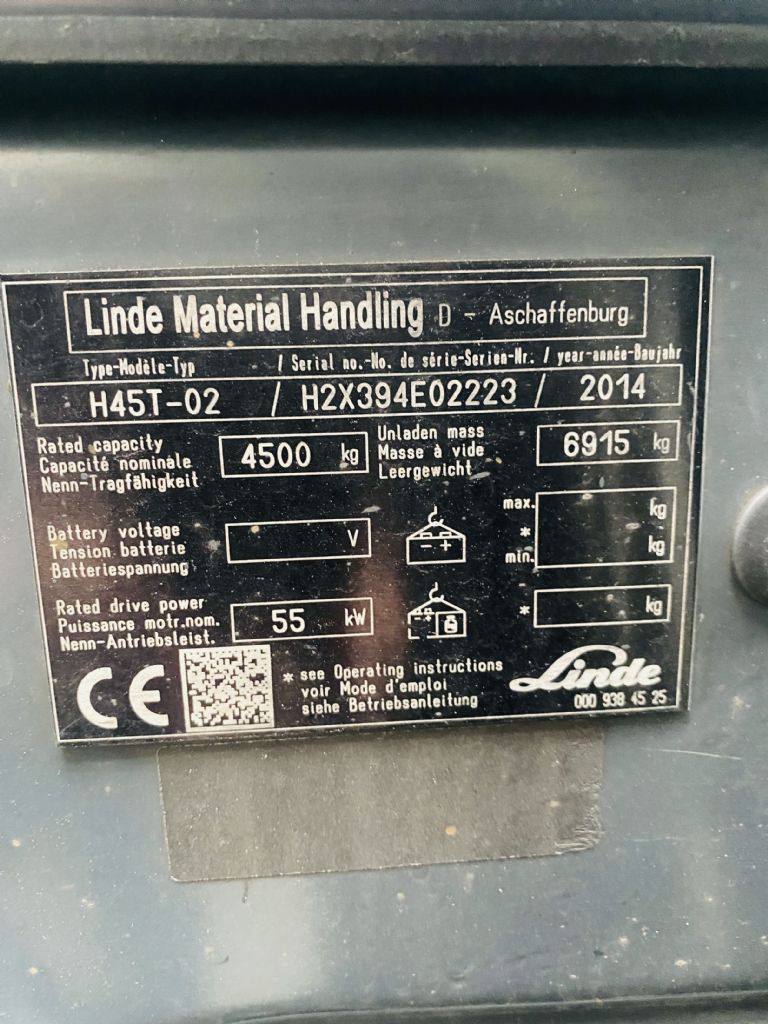 Linde Material Handling D - Aschaffenburg
Type-Modèle-Typ / Serial no.-No. de série-Serien-Nr. / year-année-Baujahr
H45T-02 / H2X394E02223 / 2014
Rated capacity
Capacité nominale
Nenn-Tragfähigkeit
4500 kg
Unladen mass
Masse à vide
Leergewicht
6915 kg
Battery voltage
Tension batterie
Batteriespannung
V
max. kg
*
min. kg
Rated drive power
Puissance motr.nom.
Nenn-Antriebsleist.
55 kW
* kg
CE
* see Operating instructions
voir Mode d'emploi
siehe Betriebsanleitung
Linde
000 938 45 25